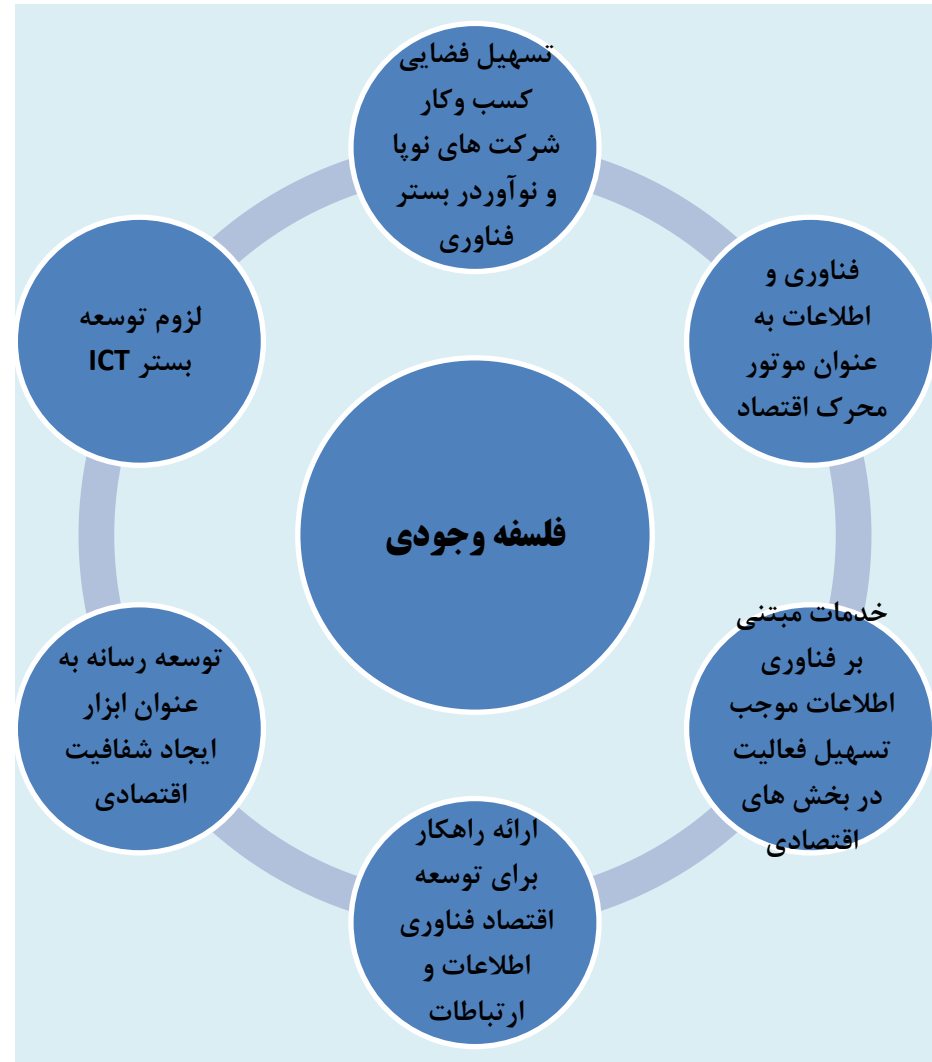 تسهیل فضایی
کسب وکار
شرکت های نوپا
و نوآوردر بستر
فناوری
فناوری و
اطلاعات به
عنوان موتور
محرک اقتصاد
خدمات مبتنی
بر فناوری
اطلاعات موجب
تسهیل فعالیت
در بخش های
اقتصادی
ارائه راهکار
برای توسعه
اقتصاد فناوری
اطلاعات و
ارتباطات
توسعه رسانه به
عنوان ابزار
ایجاد شفافیت
اقتصادی
لزوم توسعه
بستر ICT
فلسفه وجودی